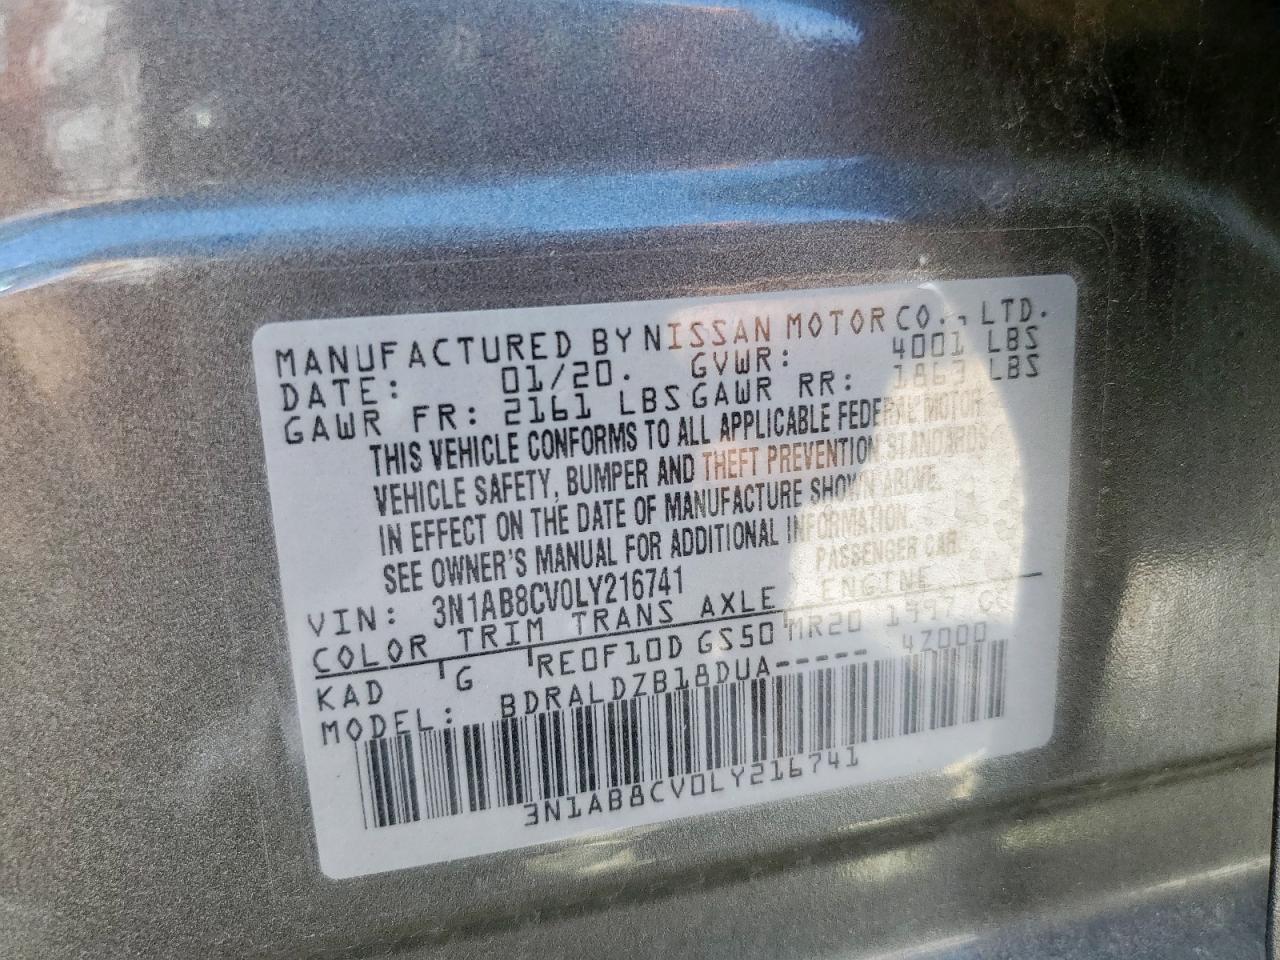 MANUFACTURED BY NISSAN MOTOR CO., LTD.
DATE: 01/20. GVWR: 4001 LBS
GAWR FR: 2161 LBS GAWR RR: 1863 LBS
THIS VEHICLE CONFORMS TO ALL APPLICABLE FEDERAL MOTOR
VEHICLE SAFETY, BUMPER AND THEFT PREVENTION STANDARDS
IN EFFECT ON THE DATE OF MANUFACTURE SHOWN ABOVE.
SEE OWNER'S MANUAL FOR ADDITIONAL INFORMATION.
VIN: 3N1AB8CV0LY216741 PASSENGER CAR
COLOR TRIM TRANS AXLE ENGINE
KAD G RE0F10D GS50 MR20 1997 CC
MODEL: BDRALDZB18DUA----- 4Z000
3N1AB8CV0LY216741